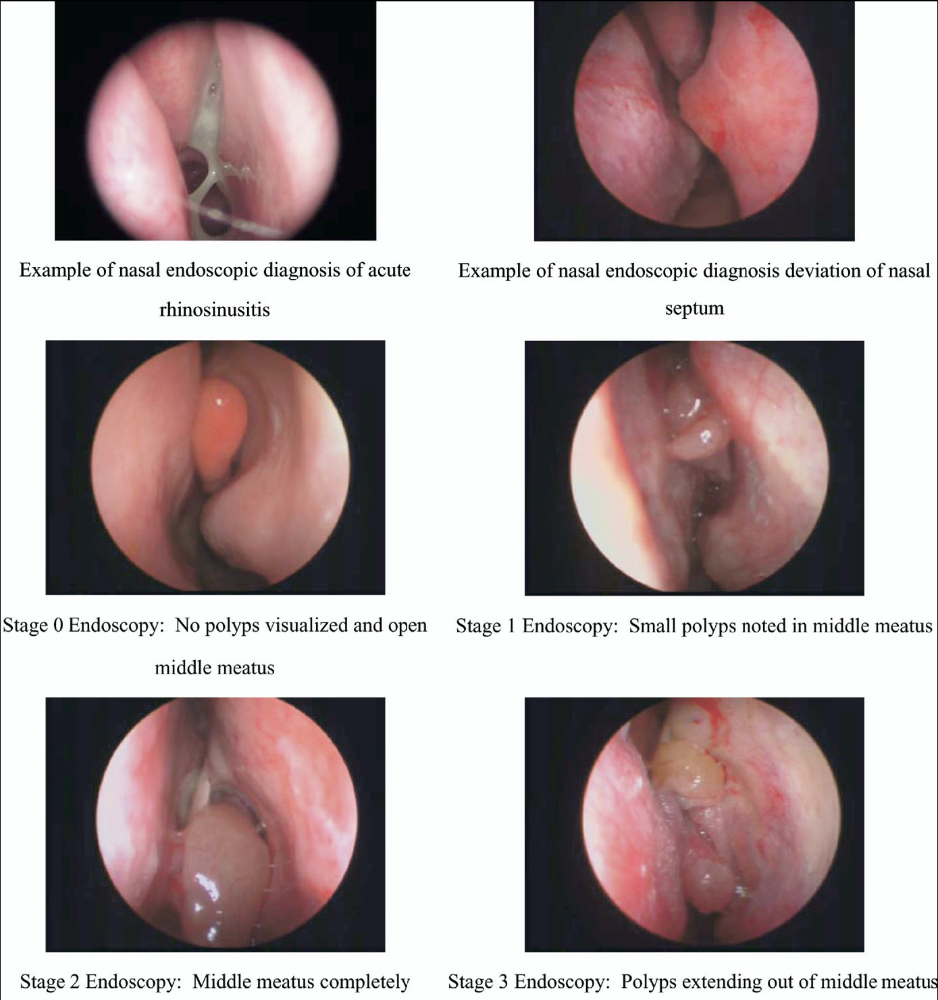 Example of nasal endoscopic diagnosis of acute
rhinosinusitis
Example of nasal endoscopic diagnosis deviation of nasal
septum
Stage 0 Endoscopy: No polyps visualized and open
middle meatus
Stage 1 Endoscopy: Small polyps noted in middle meatus
Stage 2 Endoscopy: Middle meatus completely
Stage 3 Endoscopy: Polyps extending out of middle meatus